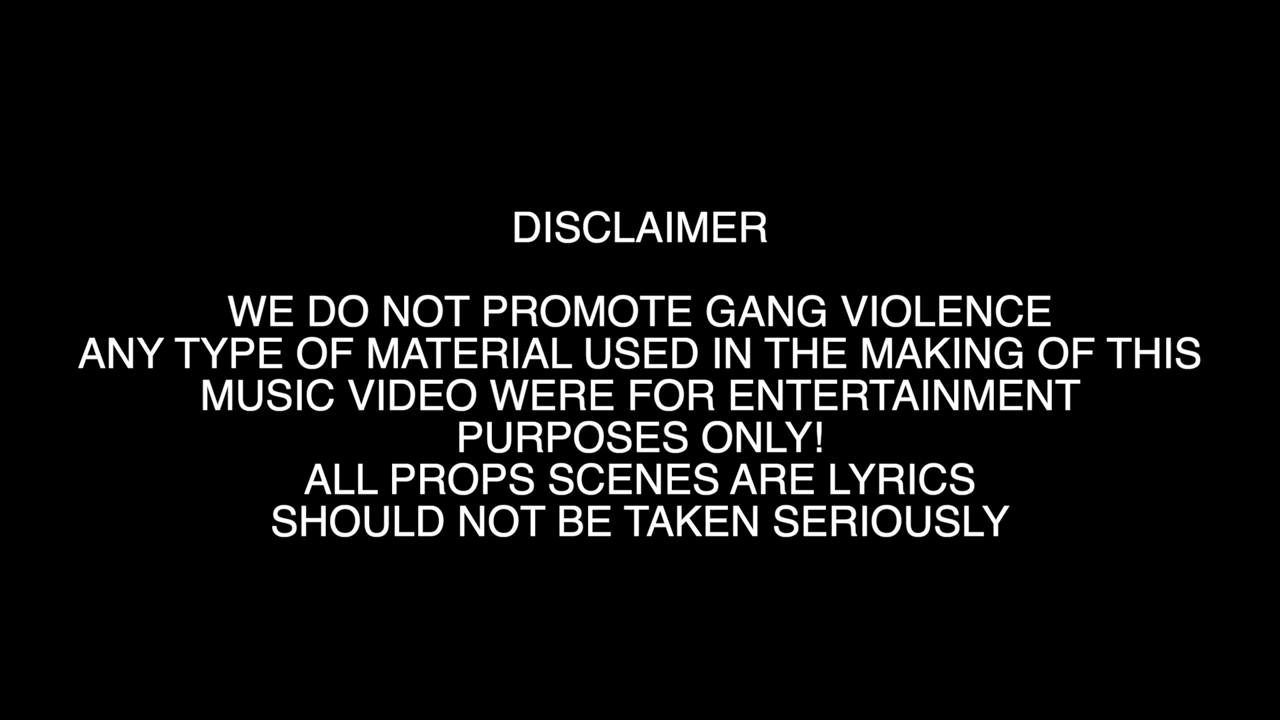 DISCLAIMER
WE DO NOT PROMOTE GANG VIOLENCE
ANY TYPE OF MATERIAL USED IN THE MAKING OF THIS
MUSIC VIDEO WERE FOR ENTERTAINMENT
PURPOSES ONLY!
ALL PROPS SCENES ARE LYRICS
SHOULD NOT BE TAKEN SERIOUSLY